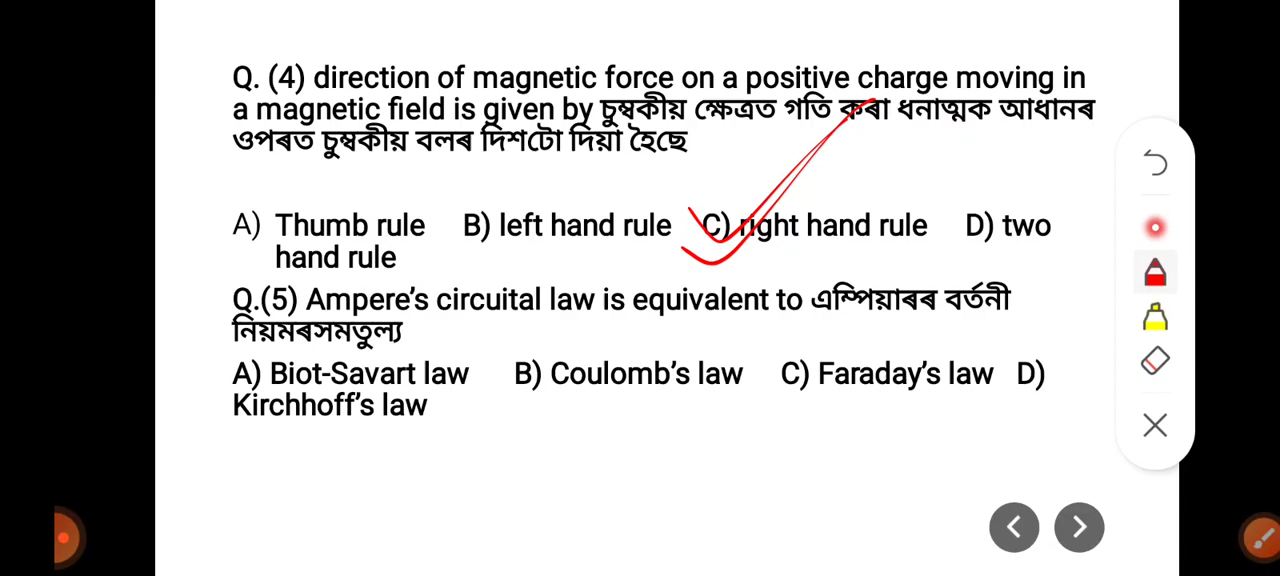 Q. (4) direction of magnetic force on a positive charge moving in
a magnetic field is given by চুম্বকীয় ক্ষেত্ৰত গতি কৰা ধনাত্মক আধানৰ
ওপৰত চুম্বকীয় বলৰ দিশটো দিয়া হৈছে
A) Thumb rule B) left hand rule C) right hand rule D) two
hand rule
Q.(5) Ampere’s circuital law is equivalent to এম্পিয়াৰৰ বৰ্তনী
নিয়মৰসমতুল্য
A) Biot-Savart law B) Coulomb’s law C) Faraday’s law D)
Kirchhoff’s law